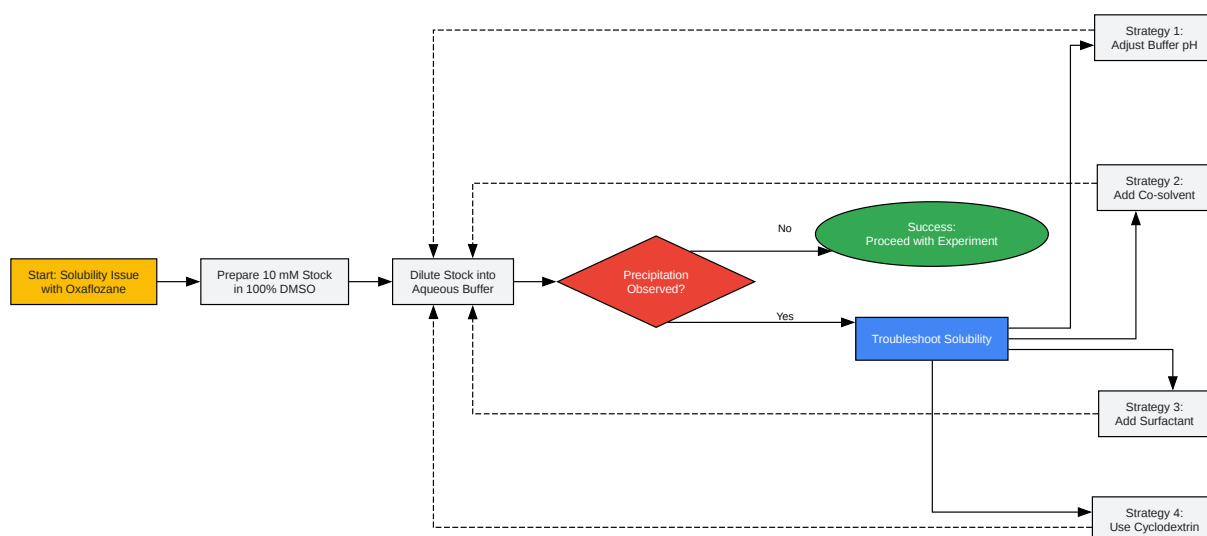 Strategy 1:
Adjust Buffer pH
Strategy 2:
Add Co-solvent
No
Success:
Proceed with Experiment
Start: Solubility Issue
with Oxaflozane
Prepare 10 mM Stock
in 100% DMSO
Dilute Stock into
Aqueous Buffer
Precipitation
Observed?
Yes
Troubleshoot Solubility
Strategy 3:
Add Surfactant
Strategy 4:
Use Cyclodextrin